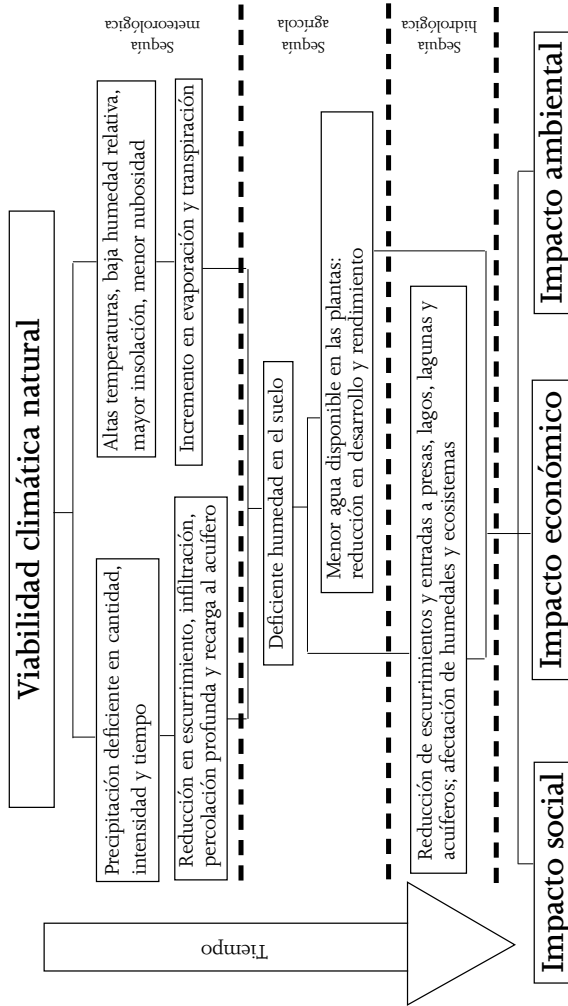 Viabilidad climática natural
Precipitación deficiente en cantidad,
intensidad y tiempo
Altas temperaturas, baja humedad relativa,
mayor insolación, menor nubosidad
Reducción en escurrimiento, infiltración,
percolación profunda y recarga al acuífero
Incremento en evaporación y transpiración
Sequía
meteorológica
Deficiente humedad en el suelo
Menor agua disponible en las plantas:
reducción en desarrollo y rendimiento
Sequía
agrícola
Reducción de escurrimientos y entradas a presas, lagos, lagunas y
acuíferos; afectación de humedales y ecosistemas
Sequía
hidrológica
Tiempo
Impacto social
Impacto económico
Impacto ambiental